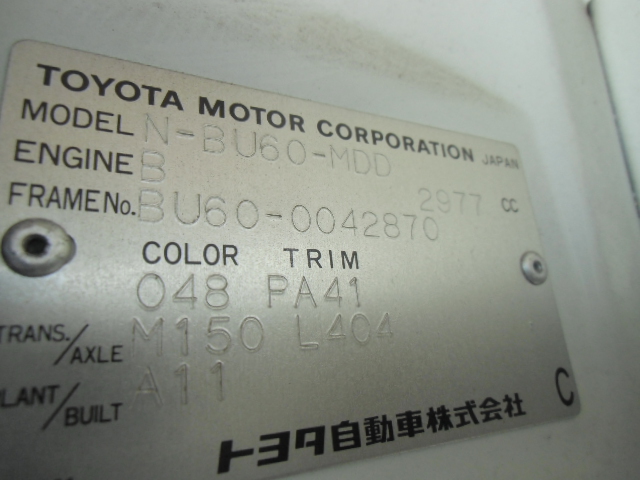 TOYOTA MOTOR CORPORATION JAPAN
MODEL N-BU60-MDD
ENGINE B 2977 CC
FRAME No. BU60-0042870
COLOR TRIM
048 PA41
TRANS./AXLE M150 L404
PLANT/BUILT A11
トヨタ自動車株式会社 C